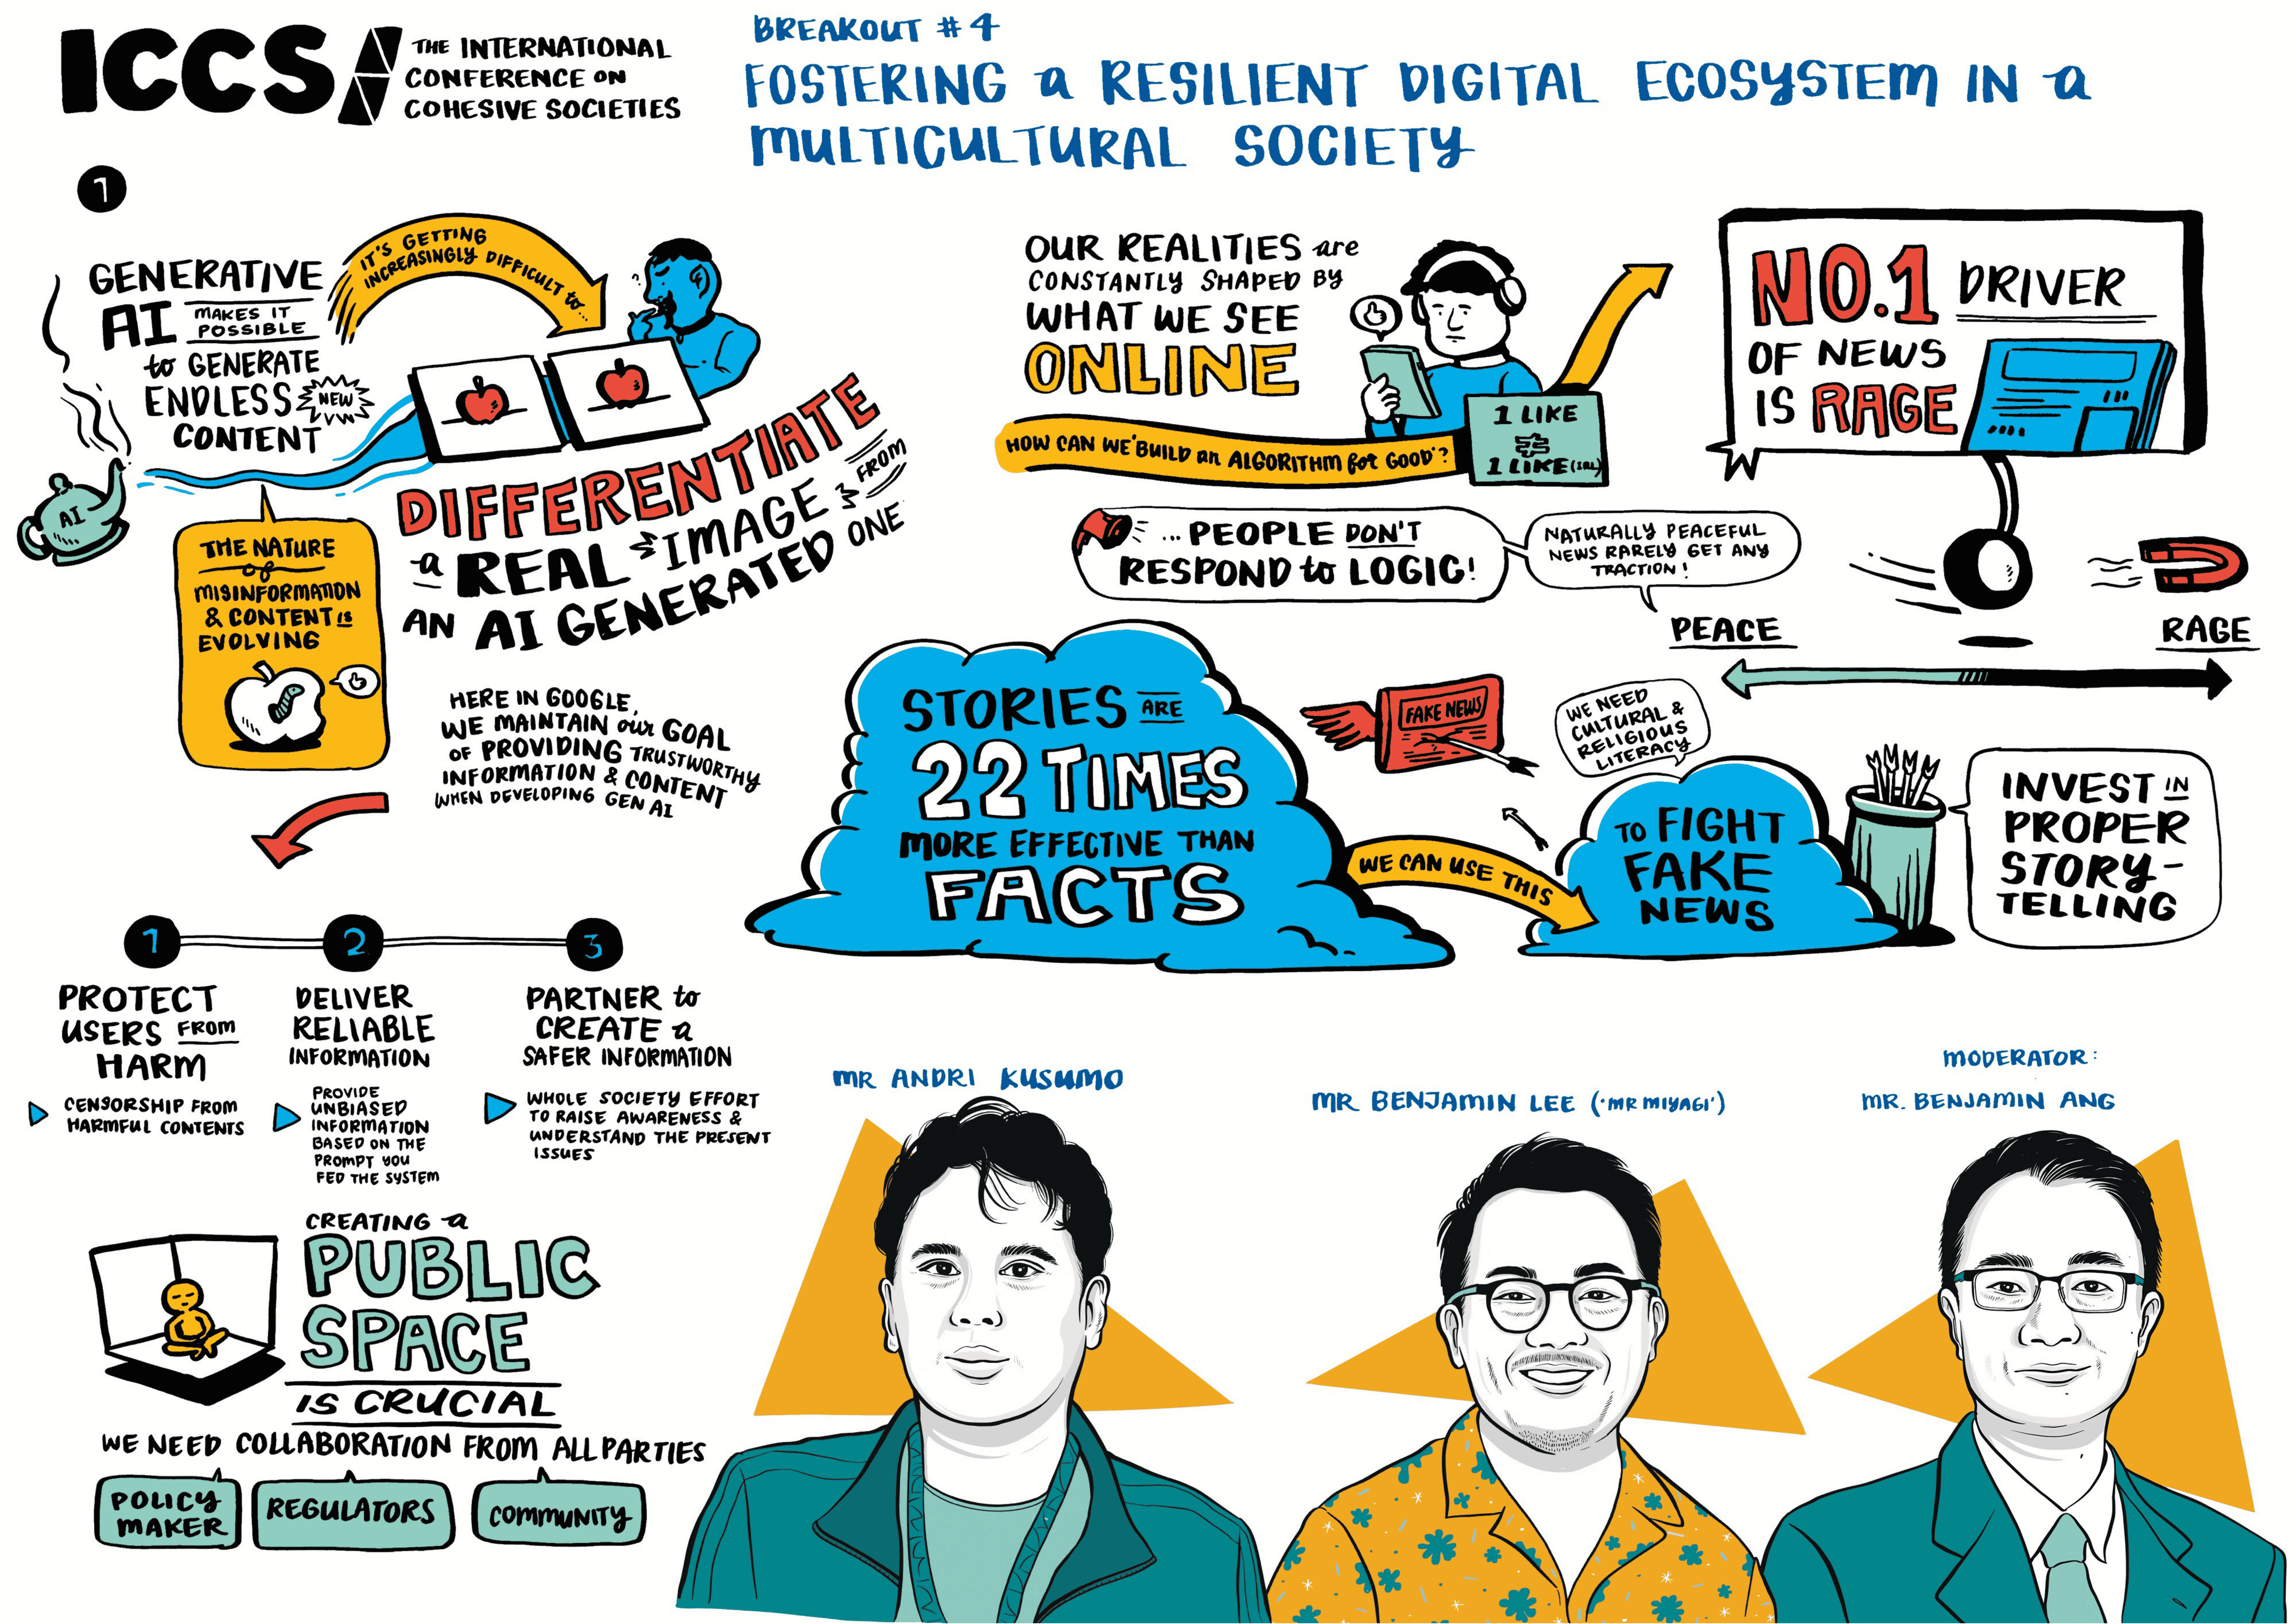 ICCS
THE INTERNATIONAL
CONFERENCE ON
COHESIVE SOCIETIES
BREAKOUT #4
FOSTERING a RESILIENT DIGITAL ECOSYSTEM IN a
MULTICULTURAL SOCIETY
1
GENERATIVE
AI MAKES IT
POSSIBLE
to GENERATE
ENDLESS NEW
CONTENT
AI
IT'S GETTING
INCREASINGLY DIFFICULT to...
?
DIFFERENTIATE
a REAL IMAGE FROM
AN AI GENERATED ONE
THE NATURE
of
MISINFORMATION
& CONTENT IS
EVOLVING
HERE IN GOOGLE,
WE MAINTAIN our GOAL
OF PROVIDING TRUSTWORTHY
INFORMATION & CONTENT
WHEN DEVELOPING GEN AI
1
PROTECT
USERS FROM
HARM
CENSORSHIP FROM
HARMFUL CONTENTS
2
DELIVER
RELIABLE
INFORMATION
PROVIDE
UNBIASED
INFORMATION
BASED ON THE
PROMPT YOU
FED THE SYSTEM
3
PARTNER to
CREATE a
SAFER INFORMATION
WHOLE SOCIETY EFFORT
TO RAISE AWARENESS &
UNDERSTAND THE PRESENT
ISSUES
CREATING a
PUBLIC
SPACE
IS CRUCIAL
WE NEED COLLABORATION FROM ALL PARTIES
POLICY
MAKER
REGULATORS
COMMUNITY
OUR REALITIES are
CONSTANTLY SHAPED BY
WHAT WE SEE
ONLINE
HOW CAN WE 'BUILD an ALGORITHM for GOOD'?
1 LIKE
≠
1 LIKE (IRL)
NO.1 DRIVER
OF NEWS
IS RAGE
... PEOPLE DON'T
RESPOND to LOGIC!
NATURALLY PEACEFUL
NEWS RARELY GET ANY
TRACTION!
PEACE
RAGE
STORIES ARE
22 TIMES
MORE EFFECTIVE THAN
FACTS
FAKE NEWS
WE NEED
CULTURAL &
RELIGIOUS
LITERACY
WE CAN USE THIS
TO FIGHT
FAKE
NEWS
INVEST IN
PROPER
STORY-
TELLING
MR ANDRI KUSUMO
MR BENJAMIN LEE ('MR MIYAGI')
MODERATOR:
MR. BENJAMIN ANG